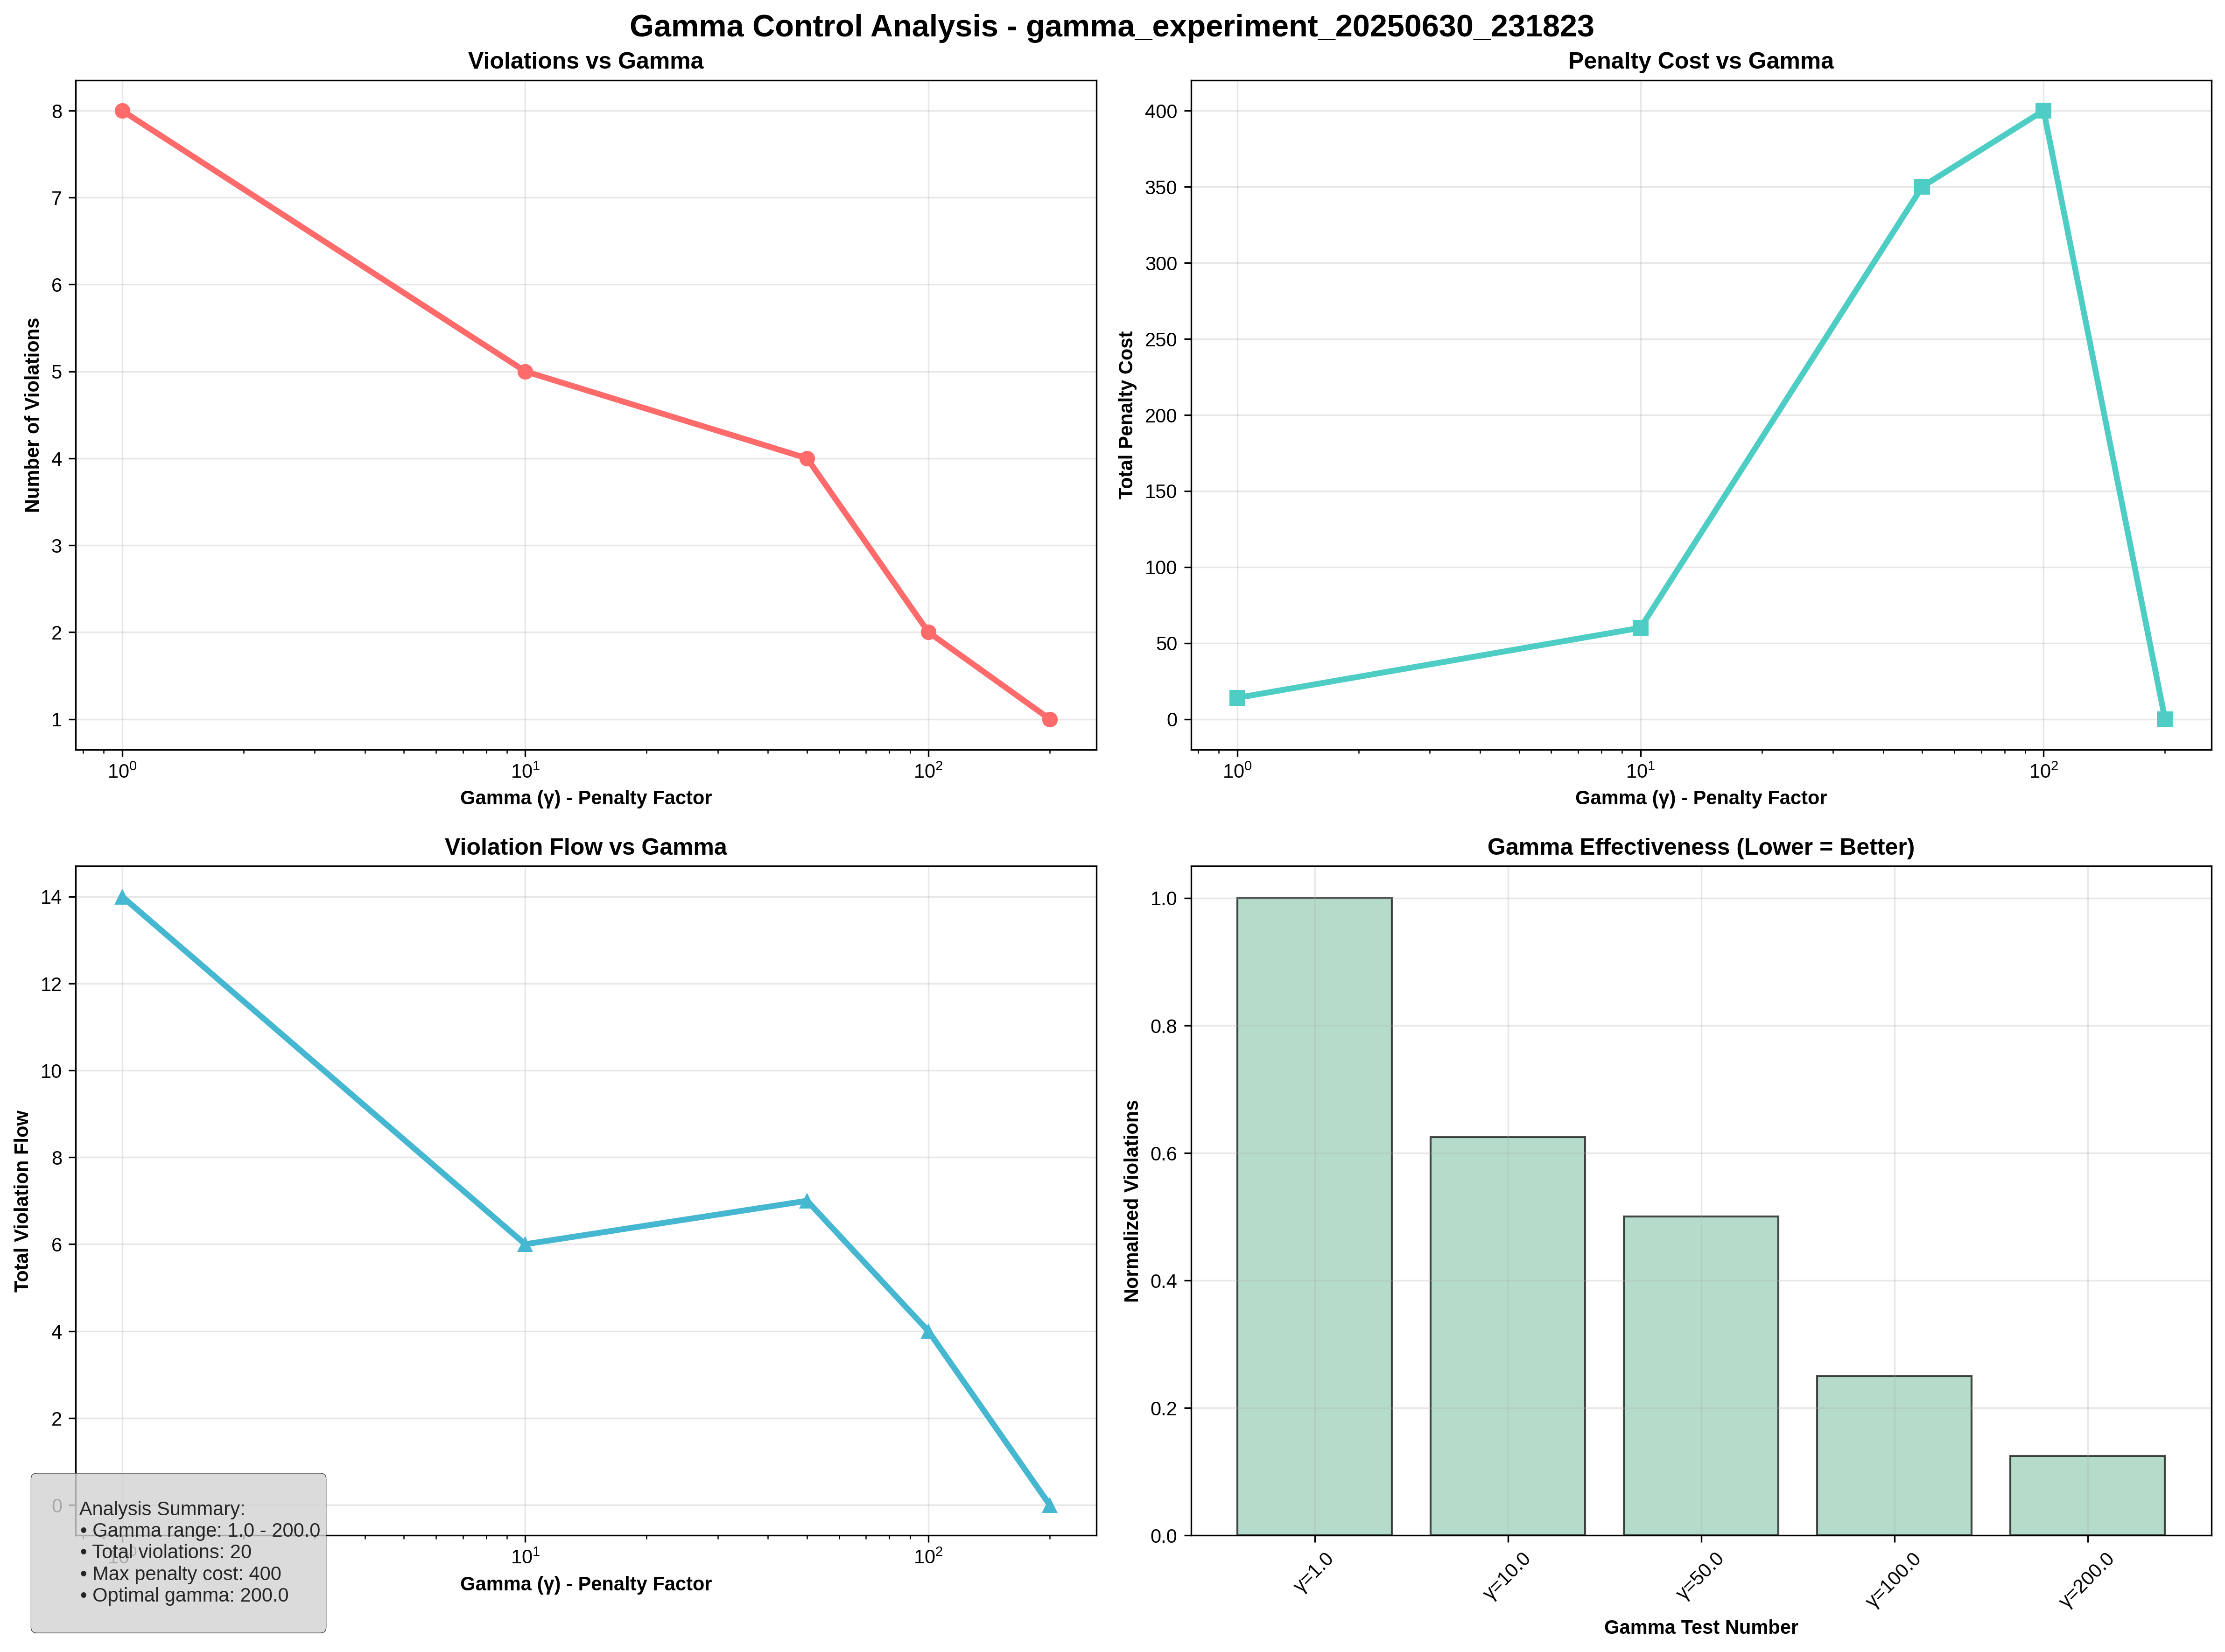 Gamma Control Analysis - gamma_experiment_20250630_231823
Violations vs Gamma
Number of Violations
8
7
6
5
4
3
2
1
10⁰
10¹
10²
Gamma (γ) - Penalty Factor
Penalty Cost vs Gamma
Total Penalty Cost
400
350
300
250
200
150
100
50
0
10⁰
10¹
10²
Gamma (γ) - Penalty Factor
Violation Flow vs Gamma
Total Violation Flow
14
12
10
8
6
4
2
0
10⁰
10¹
10²
Gamma (γ) - Penalty Factor
Analysis Summary:
• Gamma range: 1.0 - 200.0
• Total violations: 20
• Max penalty cost: 400
• Optimal gamma: 200.0
Gamma Effectiveness (Lower = Better)
Normalized Violations
1.0
0.8
0.6
0.4
0.2
0.0
γ=1.0
γ=10.0
γ=50.0
γ=100.0
γ=200.0
Gamma Test Number